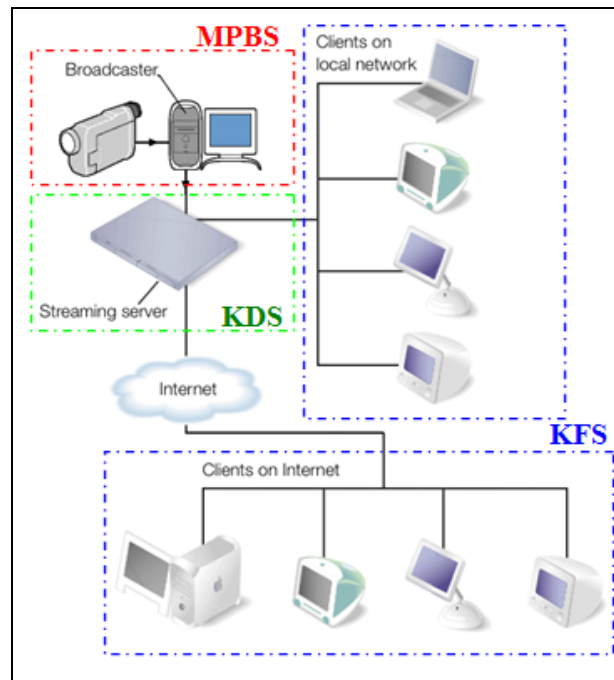 MPBS
Broadcaster
Clients on
local network
Streaming server
KDS
Internet
KFS
Clients on Internet